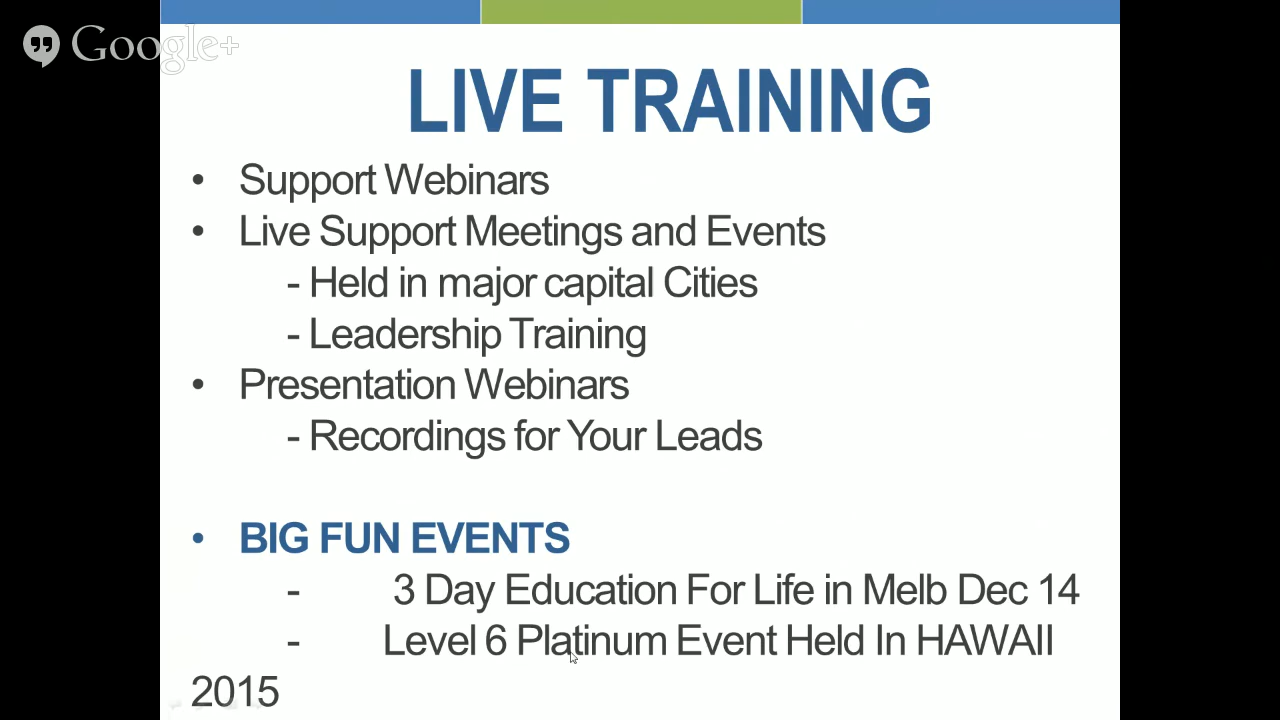 Google+
LIVE TRAINING
• Support Webinars
• Live Support Meetings and Events
- Held in major capital Cities
- Leadership Training
• Presentation Webinars
- Recordings for Your Leads
• BIG FUN EVENTS
- 3 Day Education For Life in Melb Dec 14
- Level 6 Platinum Event Held In HAWAII
2015